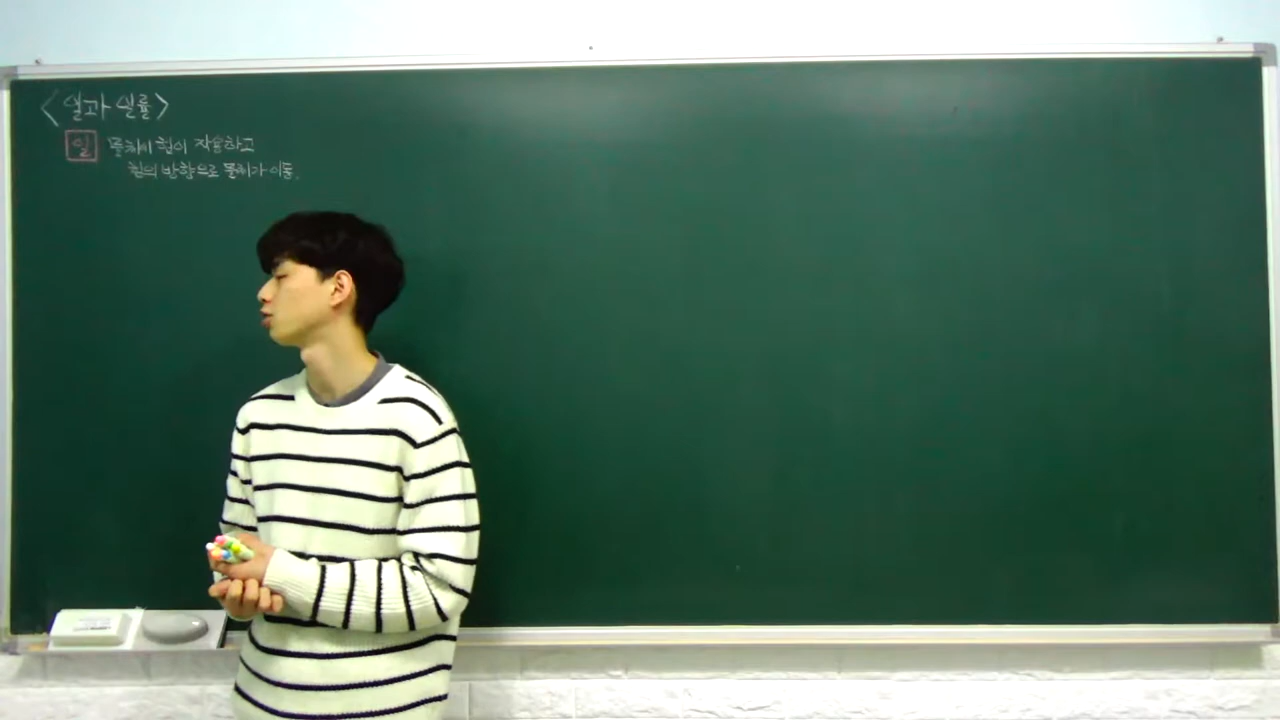 <일과 일률>
일 물체에 힘이 작용하고
힘의 방향으로 물체가 이동.